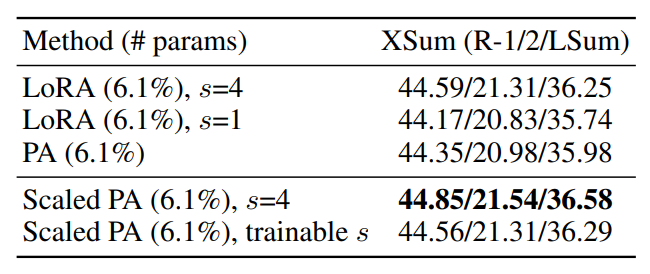 Method (# params) XSum (R-1/2/LSum)
LoRA (6.1%), s=4 44.59/21.31/36.25
LoRA (6.1%), s=1 44.17/20.83/35.74
PA (6.1%) 44.35/20.98/35.98
Scaled PA (6.1%), s=4 44.85/21.54/36.58
Scaled PA (6.1%), trainable s 44.56/21.31/36.29